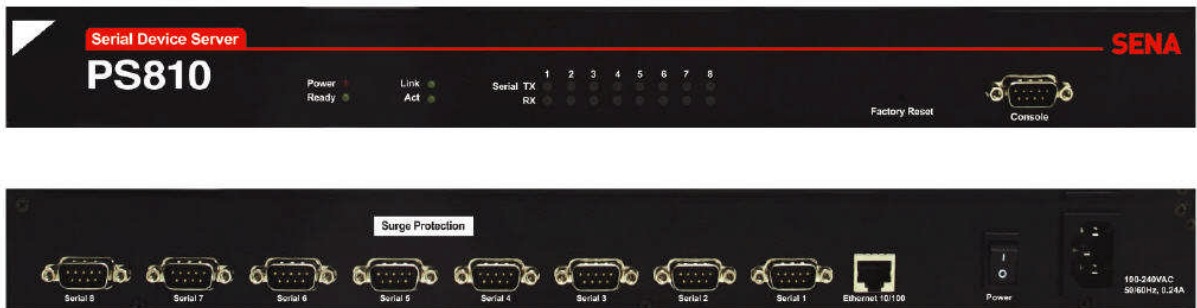 Serial Device Server
SENA
PS810
Power
Ready
Link
Act
1 2 3 4 5 6 7 8
Serial TX
RX
Factory Reset
Console
Surge Protection
Serial 8
Serial 7
Serial 6
Serial 5
Serial 4
Serial 3
Serial 2
Serial 1
Ethernet 10/100
I
O
Power
100-240VAC
50/60Hz, 0.24A